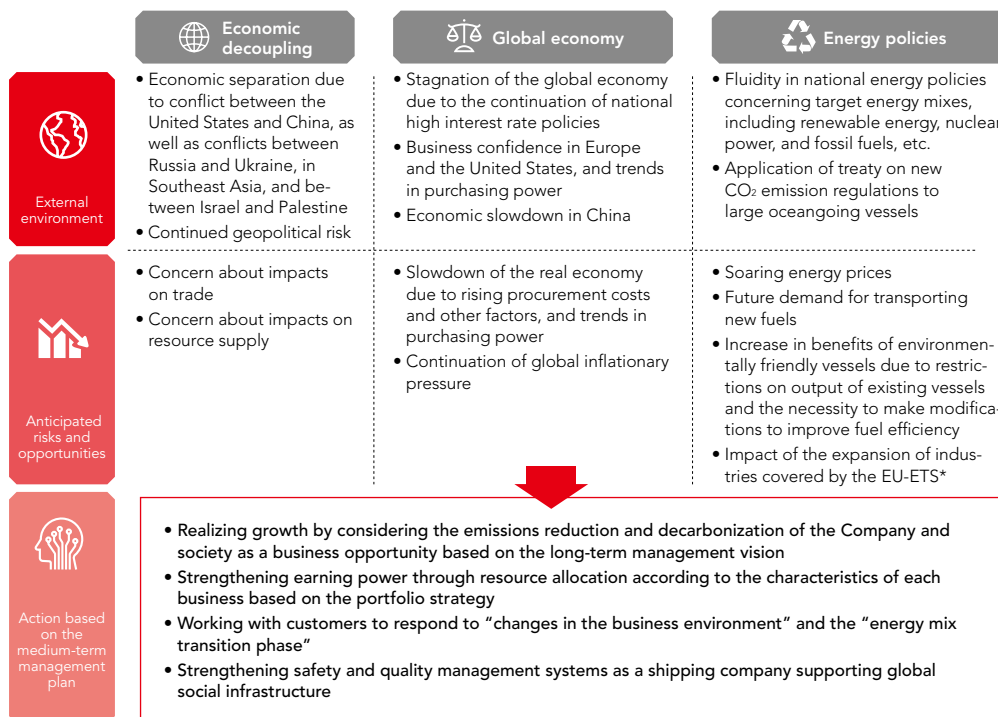 Economic
decoupling
Global economy
Energy policies
External
environment
• Economic separation due
to conflict between the
United States and China, as
well as conflicts between
Russia and Ukraine, in
Southeast Asia, and be-
tween Israel and Palestine
• Continued geopolitical risk
• Stagnation of the global economy
due to the continuation of national
high interest rate policies
• Business confidence in Europe
and the United States, and trends
in purchasing power
• Economic slowdown in China
• Fluidity in national energy policies
concerning target energy mixes,
including renewable energy, nuclear
power, and fossil fuels, etc.
• Application of treaty on new
CO₂ emission regulations to
large oceangoing vessels
Anticipated
risks and
opportunities
• Concern about impacts
on trade
• Concern about impacts on
resource supply
• Slowdown of the real economy
due to rising procurement costs
and other factors, and trends in
purchasing power
• Continuation of global inflationary
pressure
• Soaring energy prices
• Future demand for transporting
new fuels
• Increase in benefits of environmen-
tally friendly vessels due to restric-
tions on output of existing vessels
and the necessity to make modifica-
tions to improve fuel efficiency
• Impact of the expansion of indus-
tries covered by the EU-ETS*
Action based
on the
medium-term
management
plan
• Realizing growth by considering the emissions reduction and decarbonization of the Company and
society as a business opportunity based on the long-term management vision
• Strengthening earning power through resource allocation according to the characteristics of each
business based on the portfolio strategy
• Working with customers to respond to “changes in the business environment” and the “energy mix
transition phase”
• Strengthening safety and quality management systems as a shipping company supporting global
social infrastructure